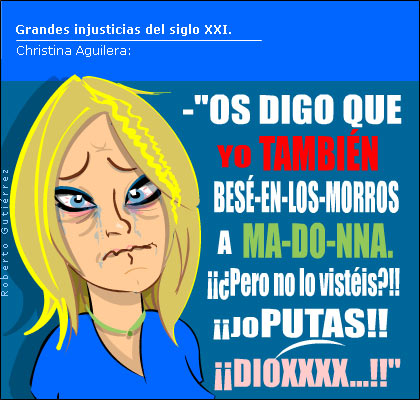 Grandes injusticias del siglo XXI.
Christina Aguilera:
-"OS DIGO QUE
YO TAMBIÉN
BESÉ-EN-LOS-MORROS
A MA-DO-NNA.
¡¡¿Pero no lo vistéis?!!
¡¡JOPUTAS!!
¡¡DIOXXXX...!!"
Roberto Gutiérrez